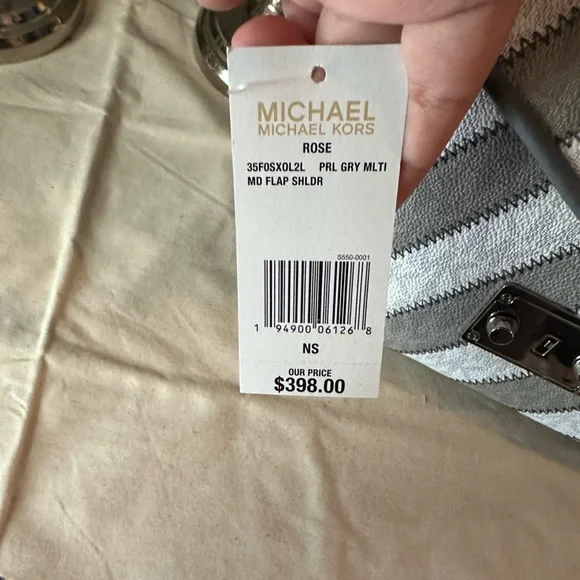 MICHAEL
MICHAEL KORS
ROSE
35F0SXOL2L PRL GRY MLTI
MD FLAP SHLDR
S550-0001
1 94900 06126 8
NS
OUR PRICE
$398.00